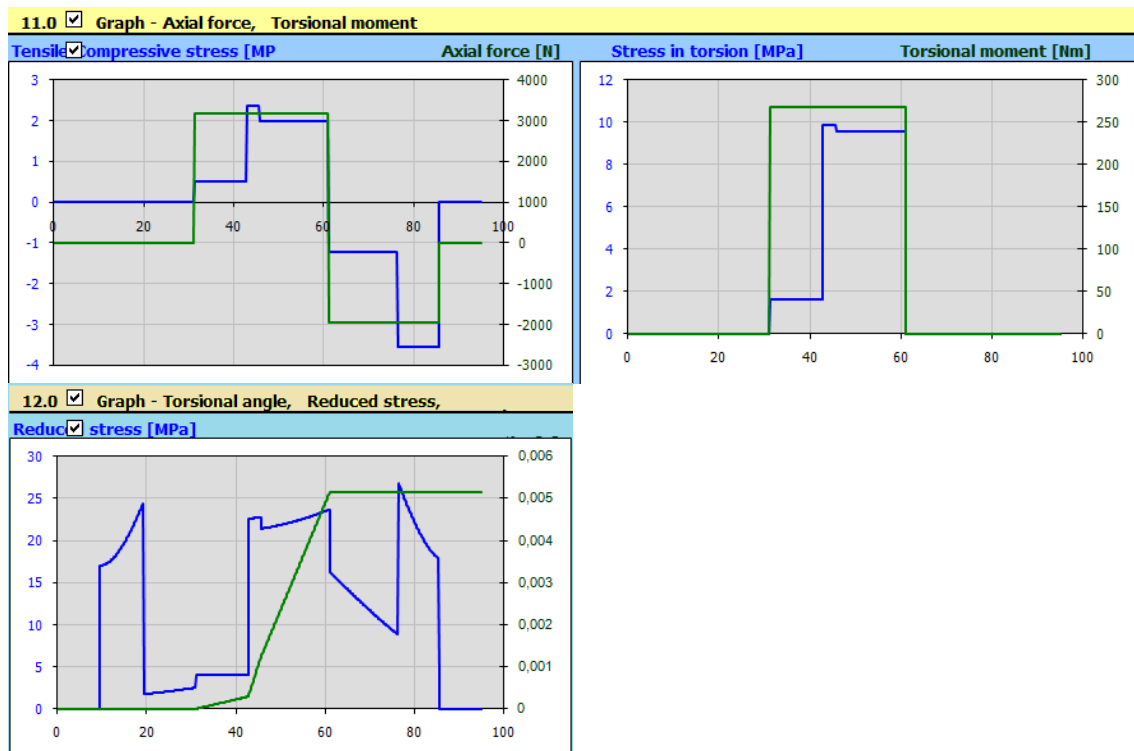 11.0 Graph - Axial force, Torsional moment
Tensile Compressive stress [MP Axial force [N] Stress in torsion [MPa] Torsional moment [Nm]
3 4000 12 300
2 3000 10 250
1 2000 8 200
0 1000 6 150
0 20 40 60 80 100
-1 0 4 100
-2 -1000 2 50
-3 -2000 0 0
-4 -3000 0 20 40 60 80 100
12.0 Graph - Torsional angle, Reduced stress,
Reduced stress [MPa]
30 0,006
25 0,005
20 0,004
15 0,003
10 0,002
5 0,001
0 0
0 20 40 60 80 100